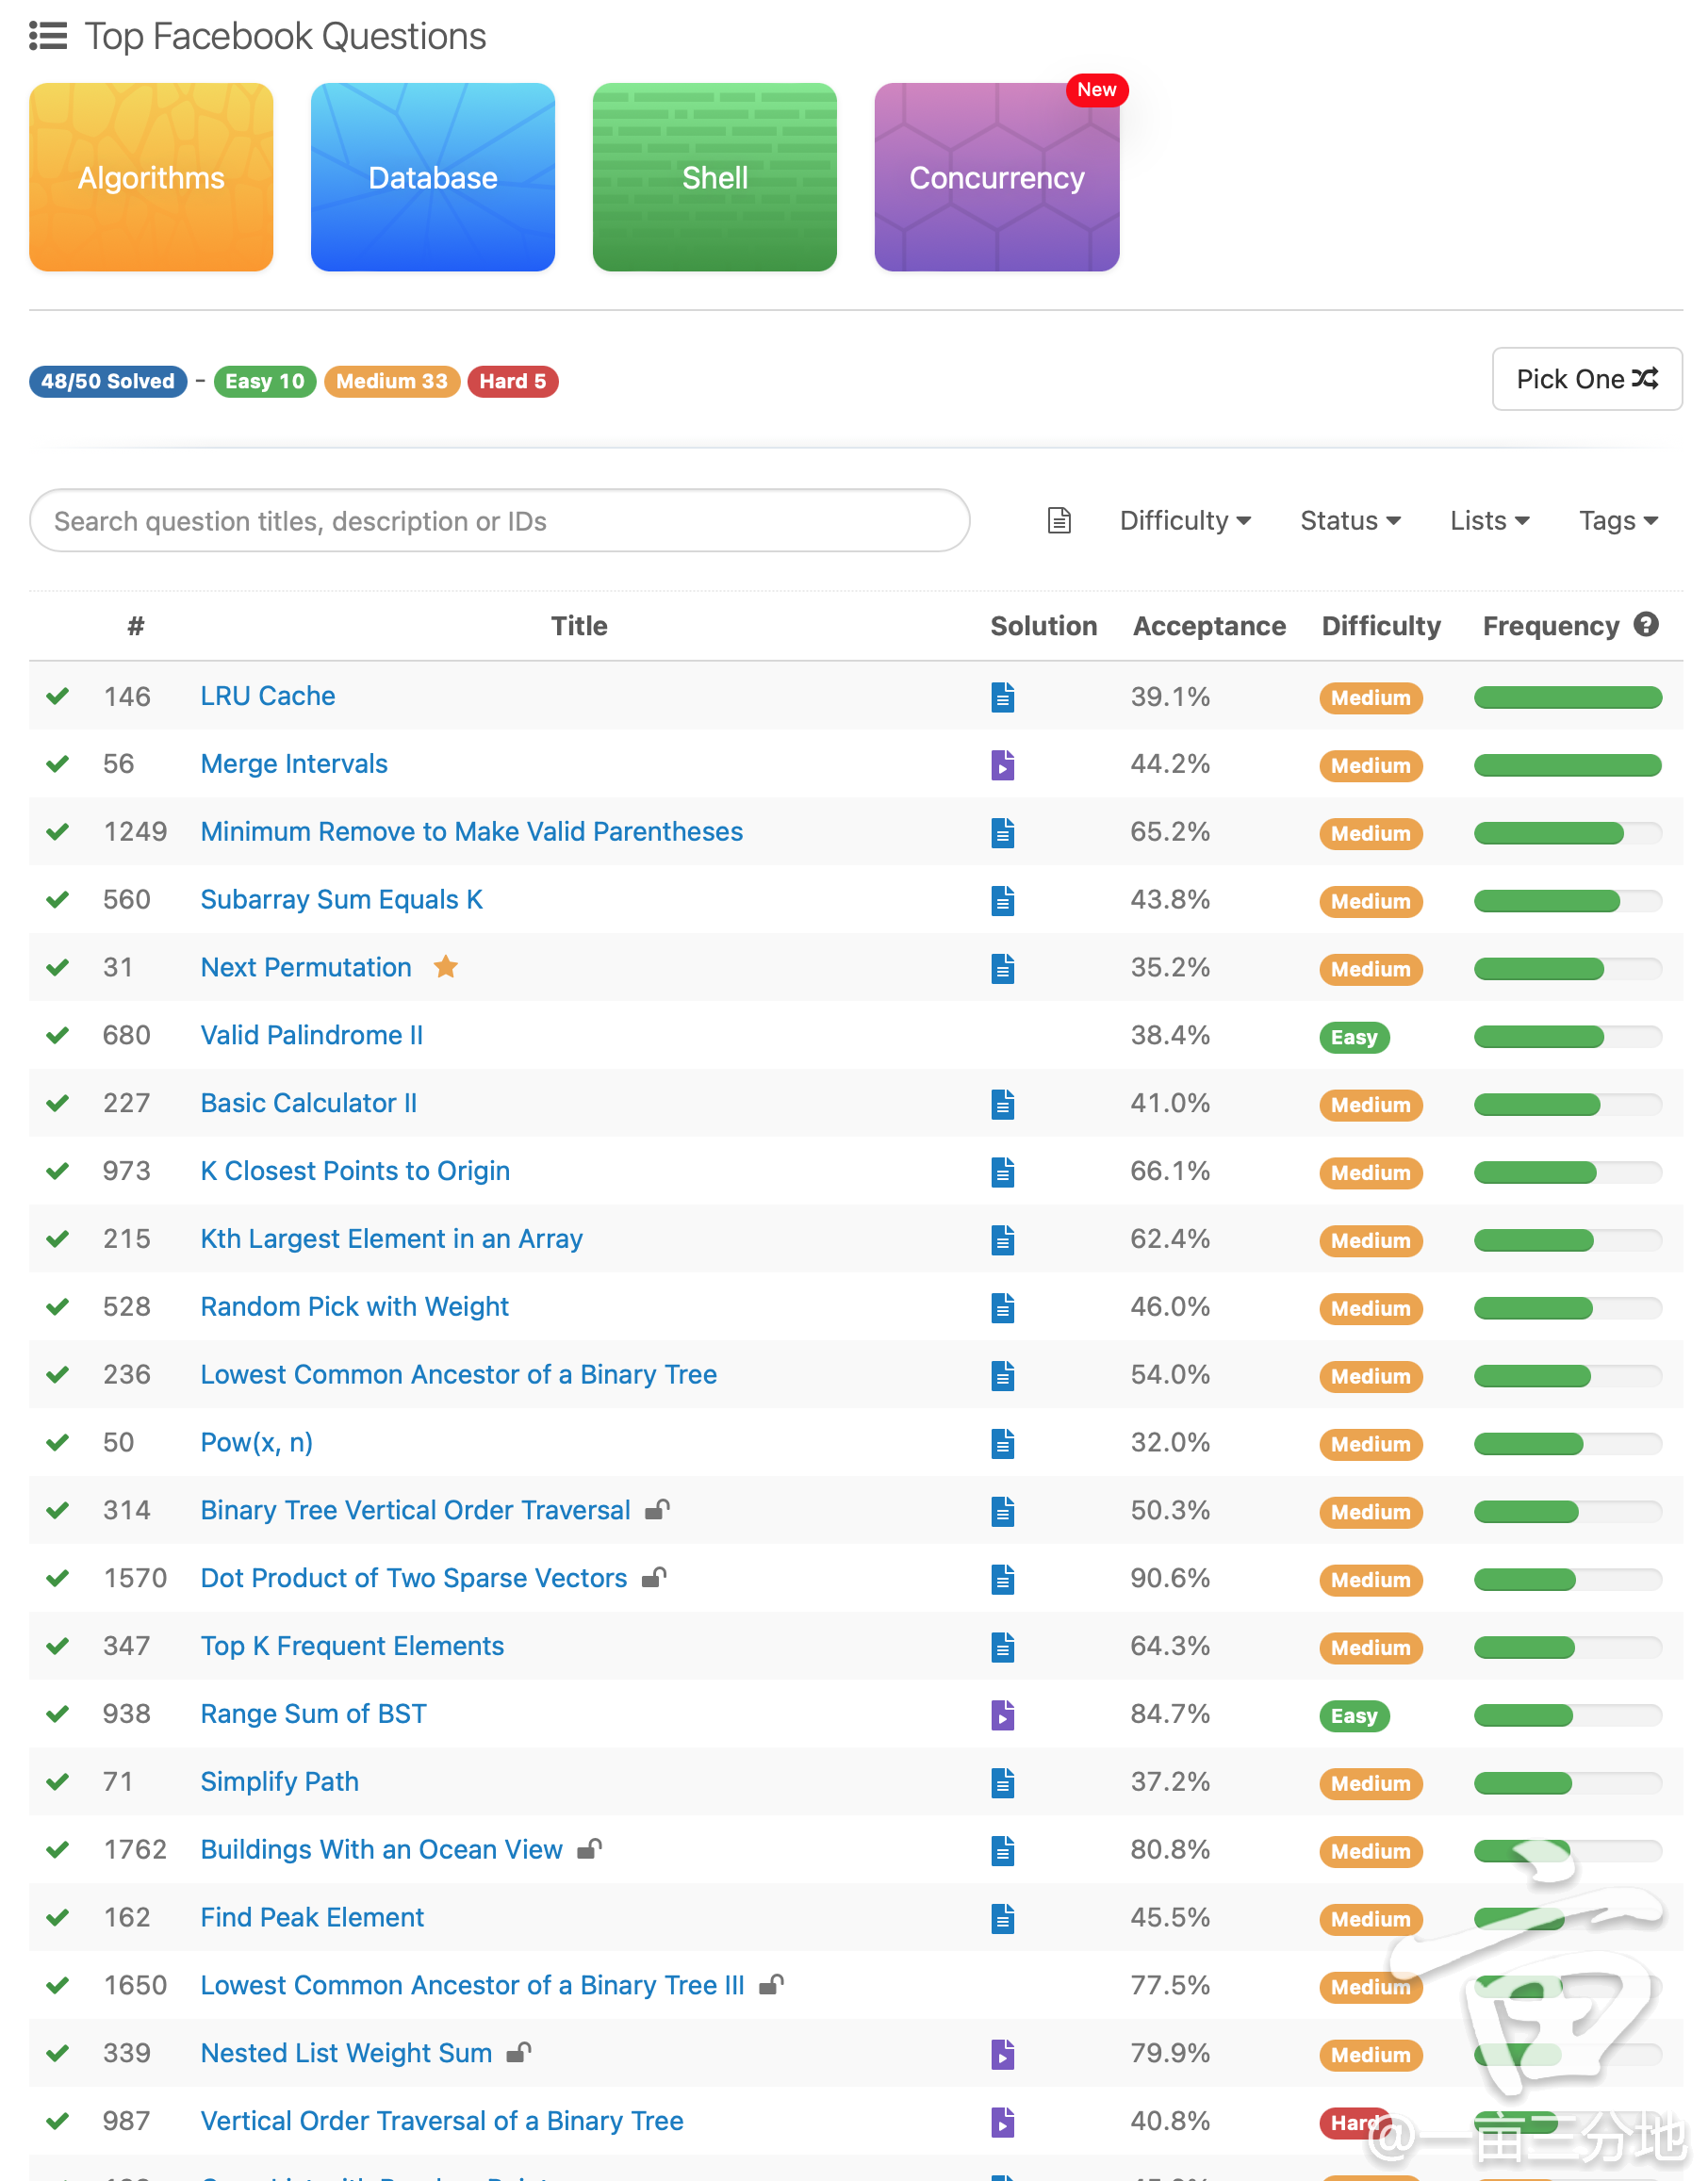 Top Facebook Questions
New
Algorithms Database Shell Concurrency
48/50 Solved - Easy 10 Medium 33 Hard 5 Pick One
Search question titles, description or IDs Difficulty Status Lists Tags
# Title Solution Acceptance Difficulty Frequency
146 LRU Cache 39.1% Medium
56 Merge Intervals 44.2% Medium
1249 Minimum Remove to Make Valid Parentheses 65.2% Medium
560 Subarray Sum Equals K 43.8% Medium
31 Next Permutation 35.2% Medium
680 Valid Palindrome II 38.4% Easy
227 Basic Calculator II 41.0% Medium
973 K Closest Points to Origin 66.1% Medium
215 Kth Largest Element in an Array 62.4% Medium
528 Random Pick with Weight 46.0% Medium
236 Lowest Common Ancestor of a Binary Tree 54.0% Medium
50 Pow(x, n) 32.0% Medium
314 Binary Tree Vertical Order Traversal 50.3% Medium
1570 Dot Product of Two Sparse Vectors 90.6% Medium
347 Top K Frequent Elements 64.3% Medium
938 Range Sum of BST 84.7% Easy
71 Simplify Path 37.2% Medium
1762 Buildings With an Ocean View 80.8% Medium
162 Find Peak Element 45.5% Medium
1650 Lowest Common Ancestor of a Binary Tree III 77.5% Medium
339 Nested List Weight Sum 79.9% Medium
987 Vertical Order Traversal of a Binary Tree 40.8% Hard
@一亩三分地